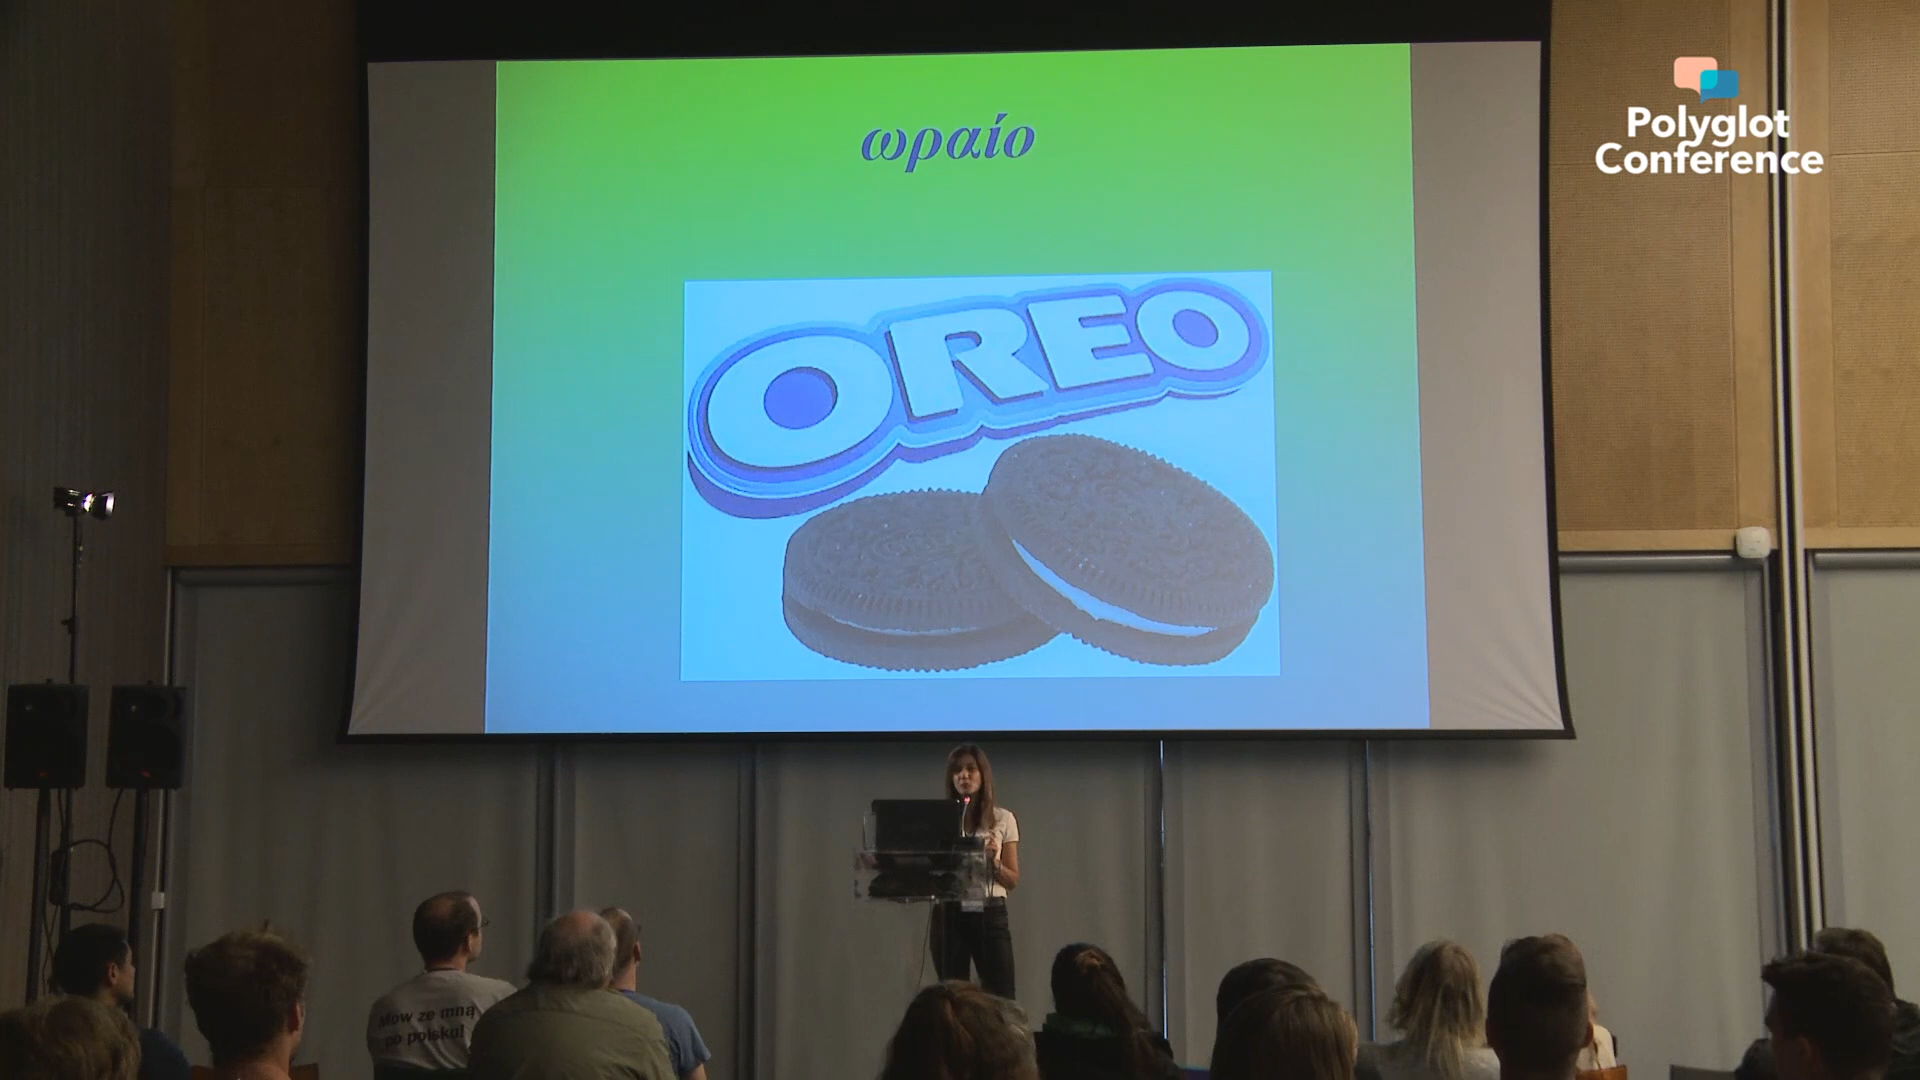 ωραίο
OREO
Polyglot
Conference
Mów ze mną
po polsku!